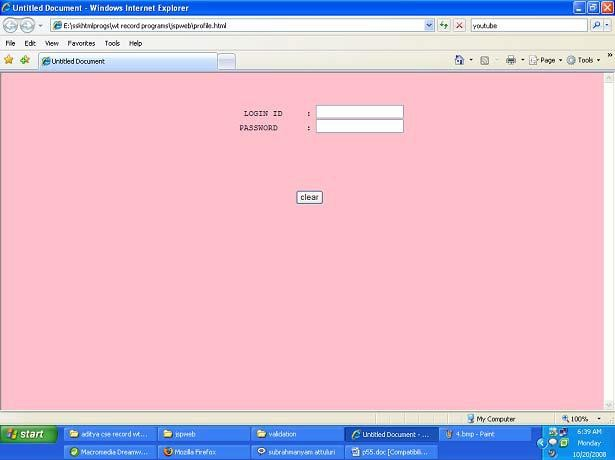 Untitled Document - Windows Internet Explorer
E:\sskhtmlprogs\wt record programs\jspweb\profile.html
youtube
File Edit View Favorites Tools Help
Untitled Document
Page Tools
LOGIN ID :
PASSWORD :
clear
My Computer
100%
start
aditya cse record wt...
jspweb
validation
Untitled Document - ...
4.bmp - Paint
6:39 AM
Macromedia Dreamw...
Mozilla Firefox
subrahmanyam attuluri
p55.doc [Compatibili...
Monday
10/20/2008